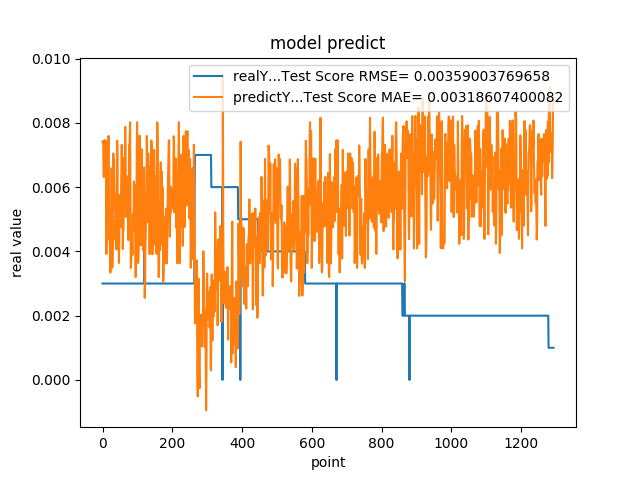 model predict
realY...Test Score RMSE= 0.00359003769658
predictY...Test Score MAE= 0.00318607400082
real value
0.010
0.008
0.006
0.004
0.002
0.000
0 200 400 600 800 1000 1200
point